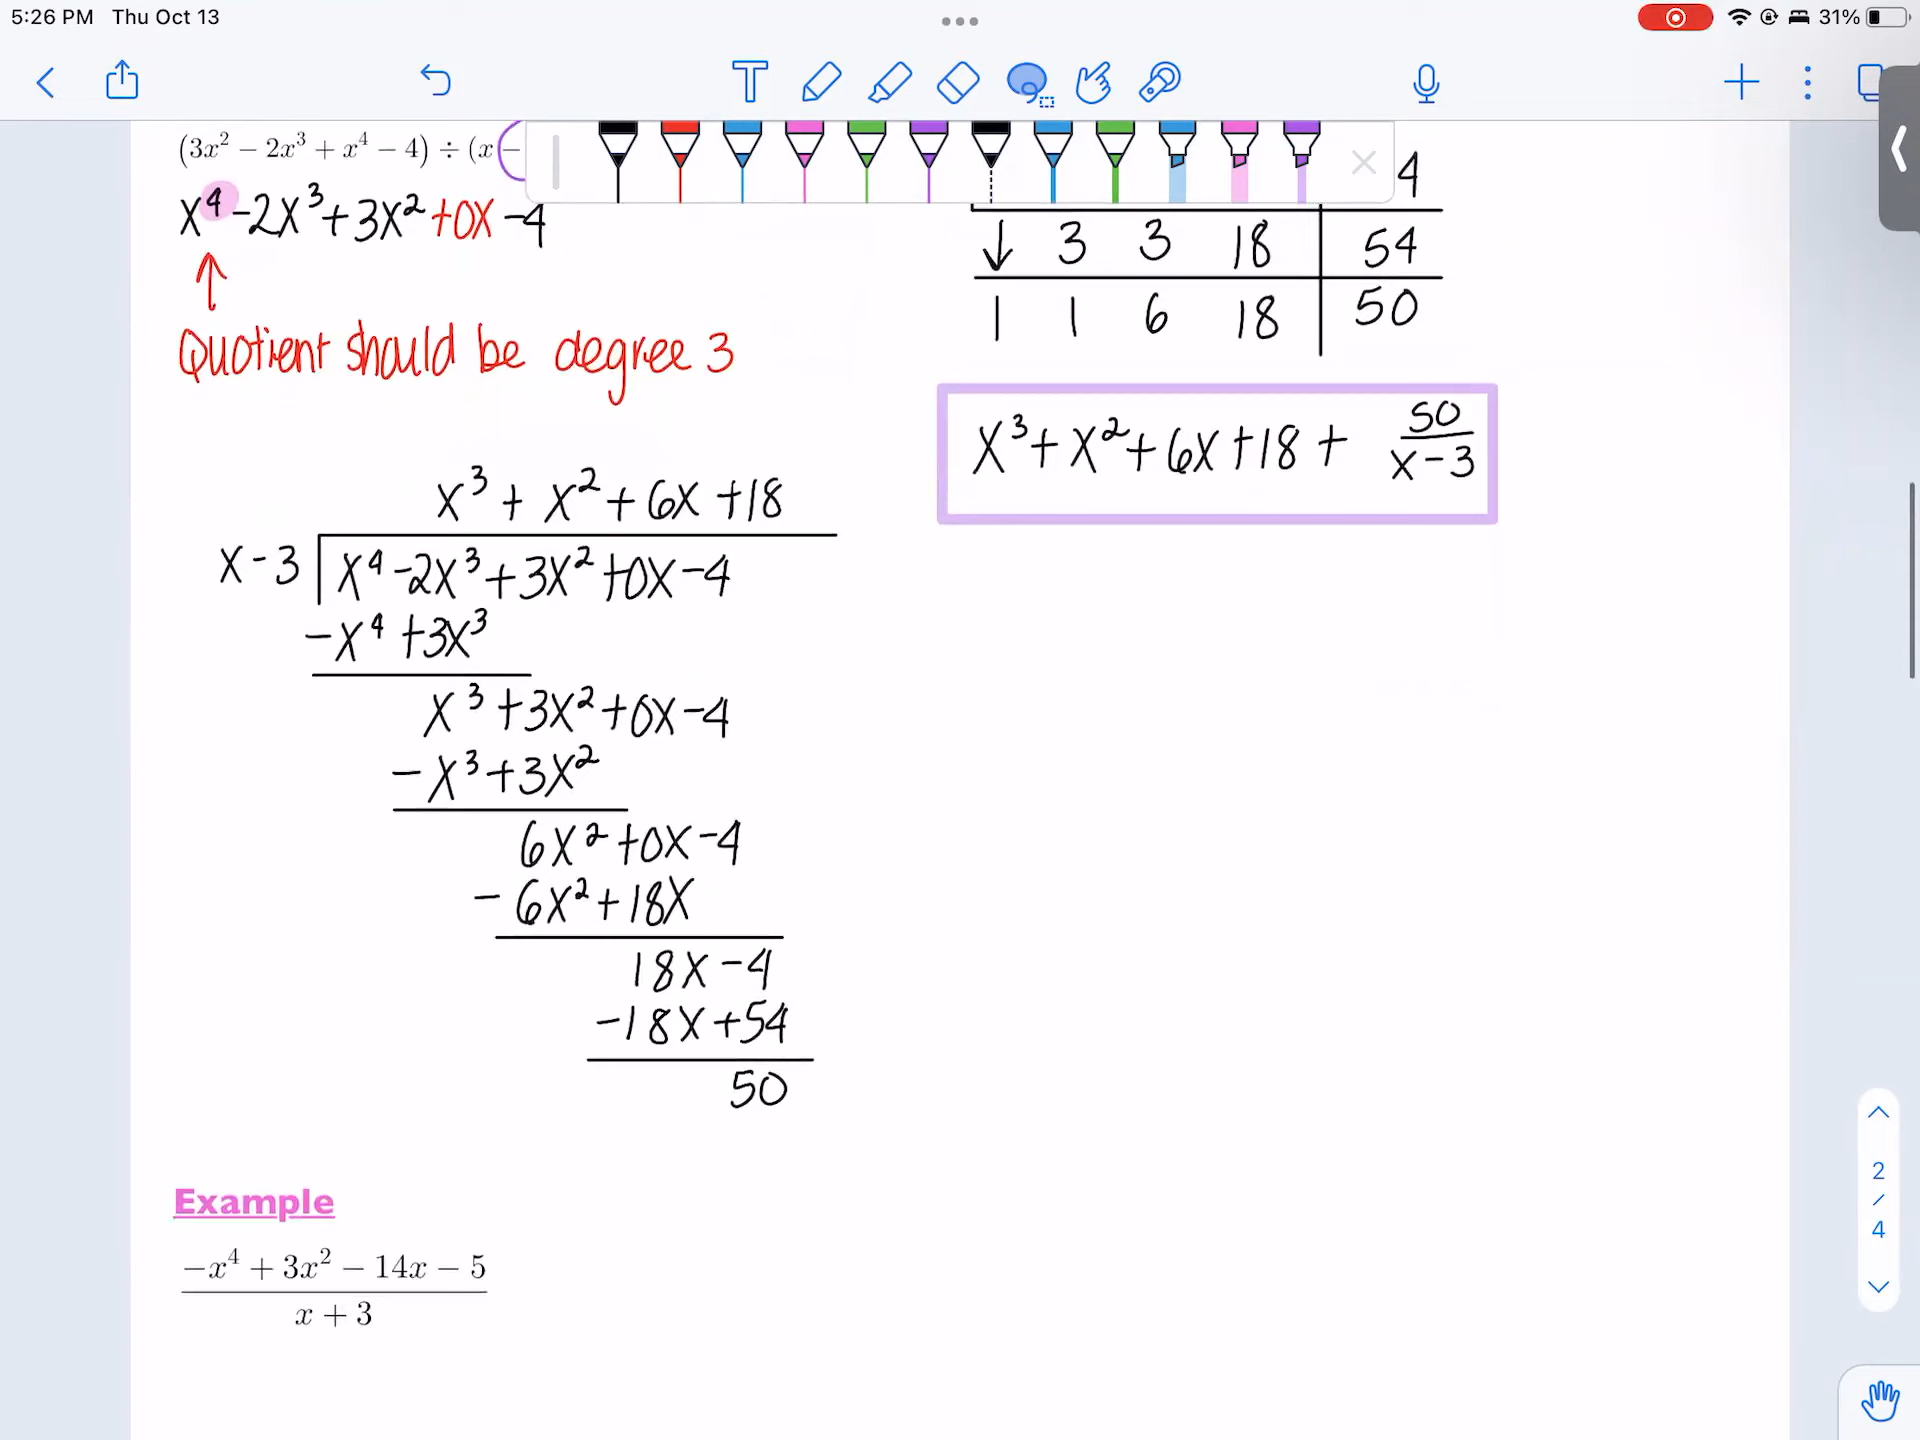 5:26 PM Thu Oct 13
31%
(3x² − 2x³ + x⁴ − 4) ÷ (x −
x⁴ -2x³ + 3x² +0x -4
Quotient should be degree 3
4
↓ 3 3 18 54
1 1 6 18 50
x³ + x² + 6x + 18 + 50/(x-3)
x³ + x² + 6x + 18
x-3 | x⁴ -2x³ + 3x² + 0x - 4
-x⁴ + 3x³
x³ + 3x² + 0x - 4
- x³ + 3x²
6x² + 0x - 4
- 6x² + 18x
18x - 4
-18x + 54
50
Example
−x⁴ + 3x² − 14x − 5
x + 3
2
/
4